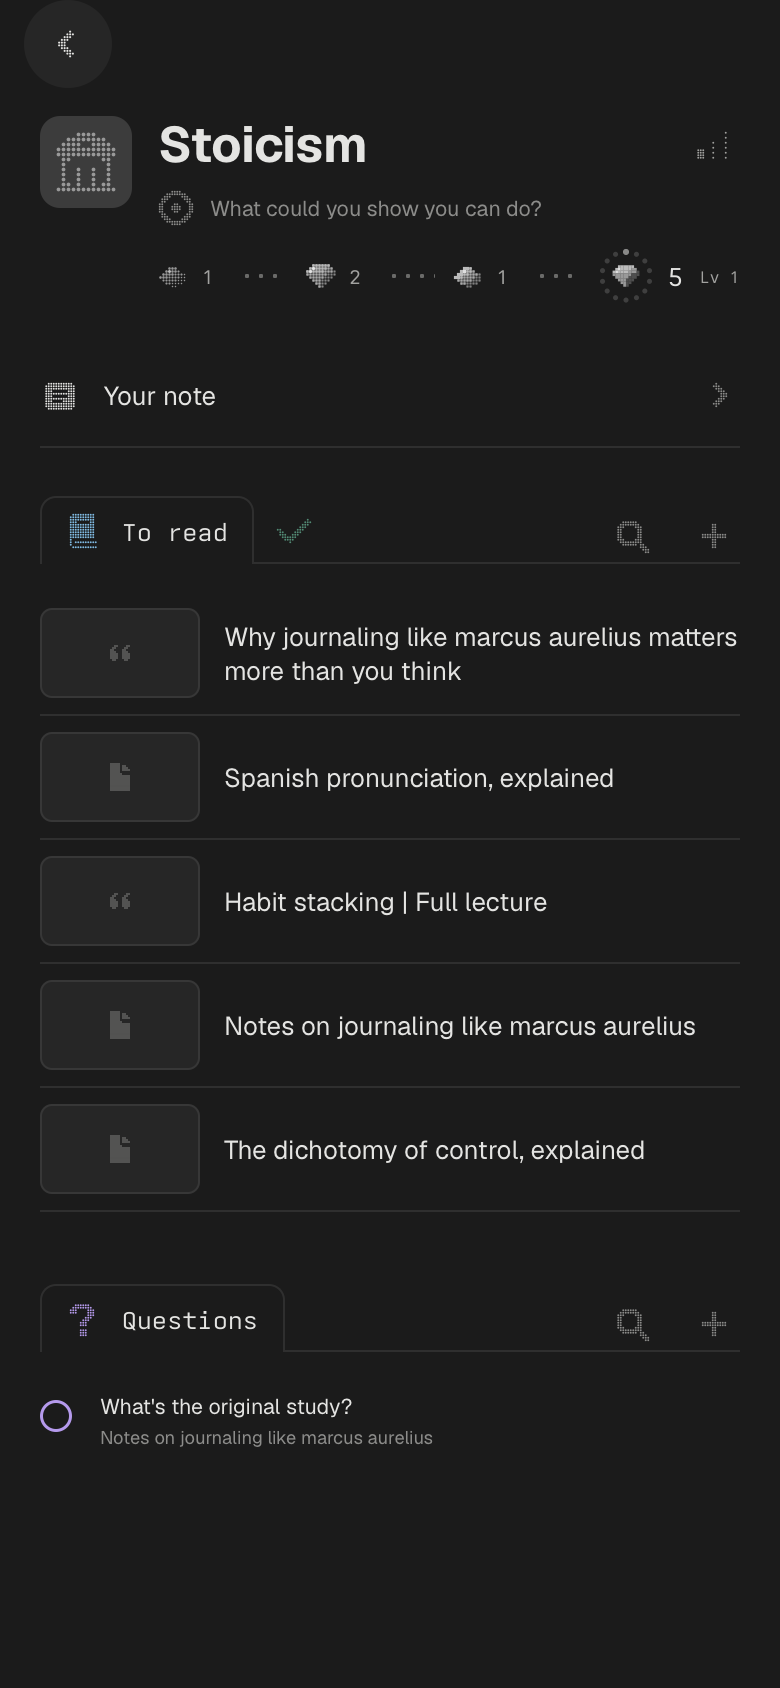 Stoicism
What could you show you can do?
1 2 1 5 Lv 1
Your note
To read
Why journaling like marcus aurelius matters
more than you think
Spanish pronunciation, explained
Habit stacking | Full lecture
Notes on journaling like marcus aurelius
The dichotomy of control, explained
Questions
What's the original study?
Notes on journaling like marcus aurelius